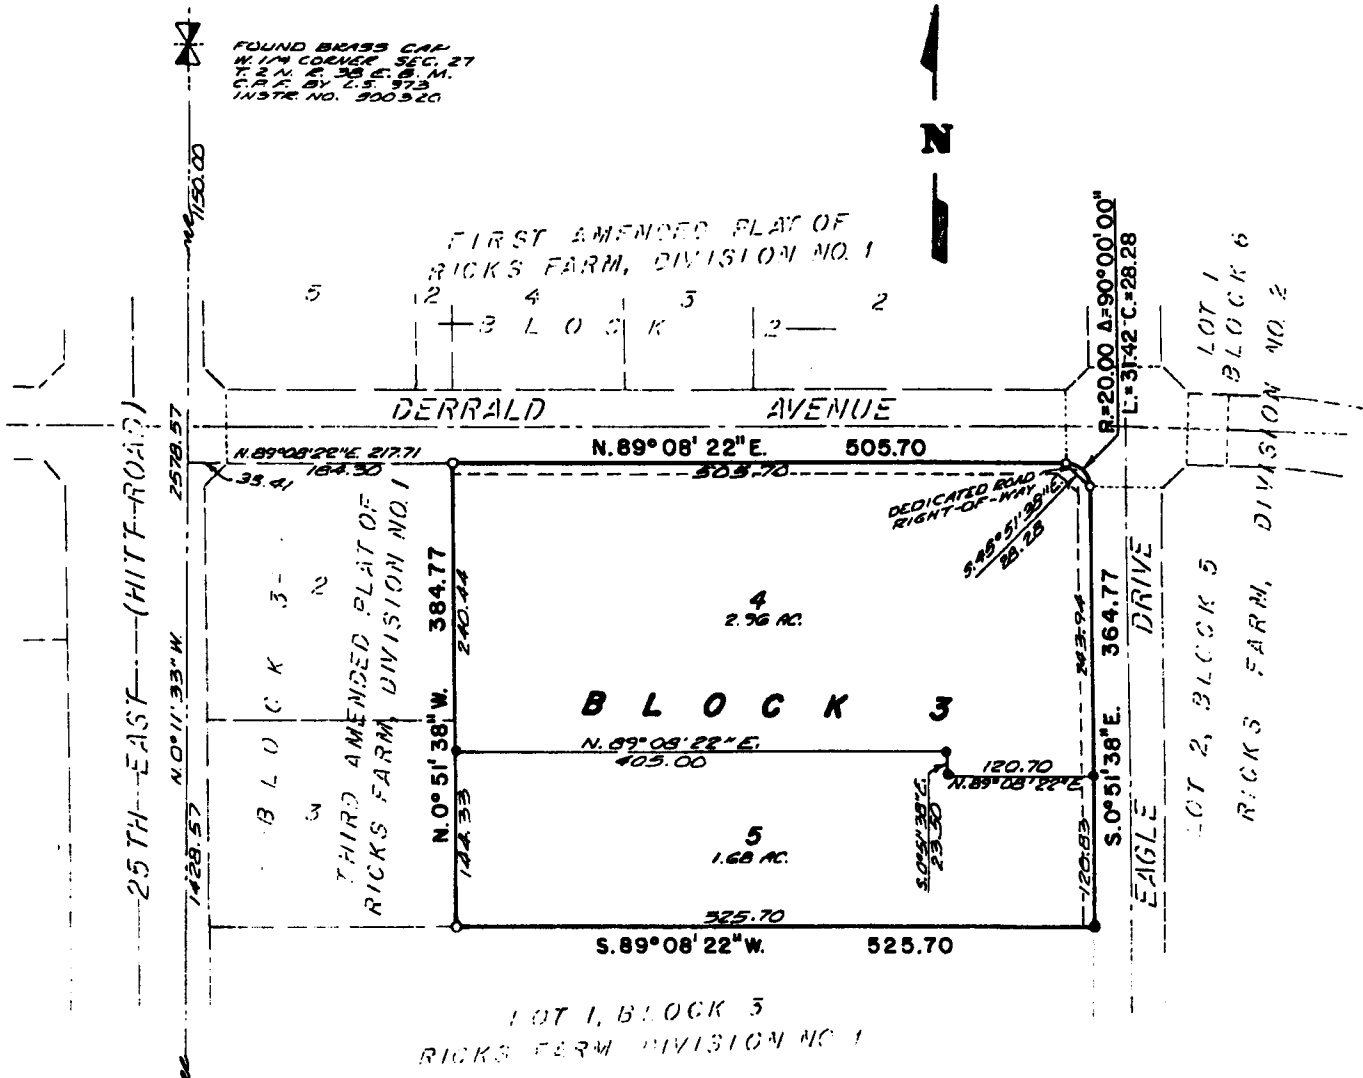 FOUND BRASS CAP
W. 1/4 CORNER SEC. 27
T. 2 N. R. 38 E. B. M.
C.P.F. BY L.S. 973
INSTR. NO.
1150.00
N
FIRST AMENDED PLAT OF
RICKS FARM, DIVISION NO. 1
5
2
4
3
2
BLOCK 2
R.=20.00 Δ=90°00'00"
L.=31.42 C.=28.28
LOT 1
BLOCK 6
DIVISION NO. 2
DERRALD AVENUE
2578.57
N.89°08'22"E. 217.71
184.30
33.41
N.89°08'22"E. 505.70
505.70
DEDICATED ROAD
RIGHT-OF-WAY
S.45°51'38"E.
28.28
25TH EAST (HITT ROAD)
N.0°11'33"W.
1428.57
BLOCK 3
2
3
THIRD AMENDED PLAT OF
RICKS FARM, DIVISION NO. 1
N.0°51'38"W. 384.77
240.44
144.33
4
2.96 AC.
BLOCK 3
N. 89°08'22"E.
405.00
S.0°51'38"E.
23.50
120.70
N.89°08'22"E.
5
1.68 AC.
243.94
120.83
S.0°51'38"E. 364.77
EAGLE DRIVE
LOT 2, BLOCK 5
RICKS FARM,
525.70
S.89°08'22"W. 525.70
LOT 1, BLOCK 3
RICKS FARM DIVISION NO. 1